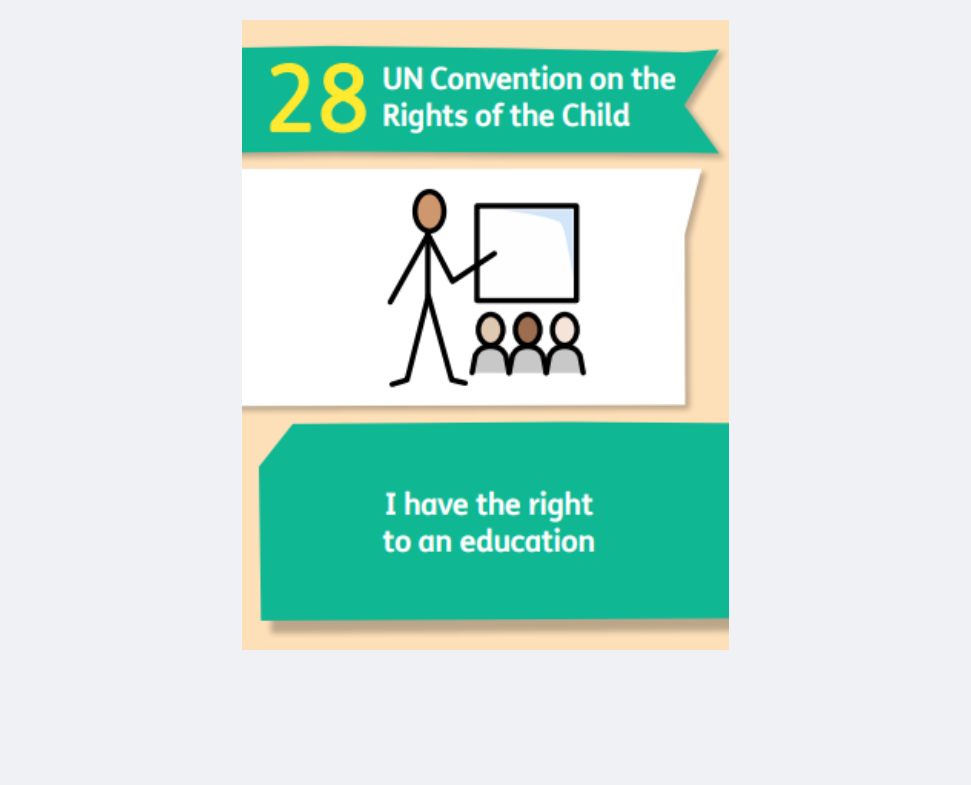 28
UN Convention on the
Rights of the Child
I have the right
to an education